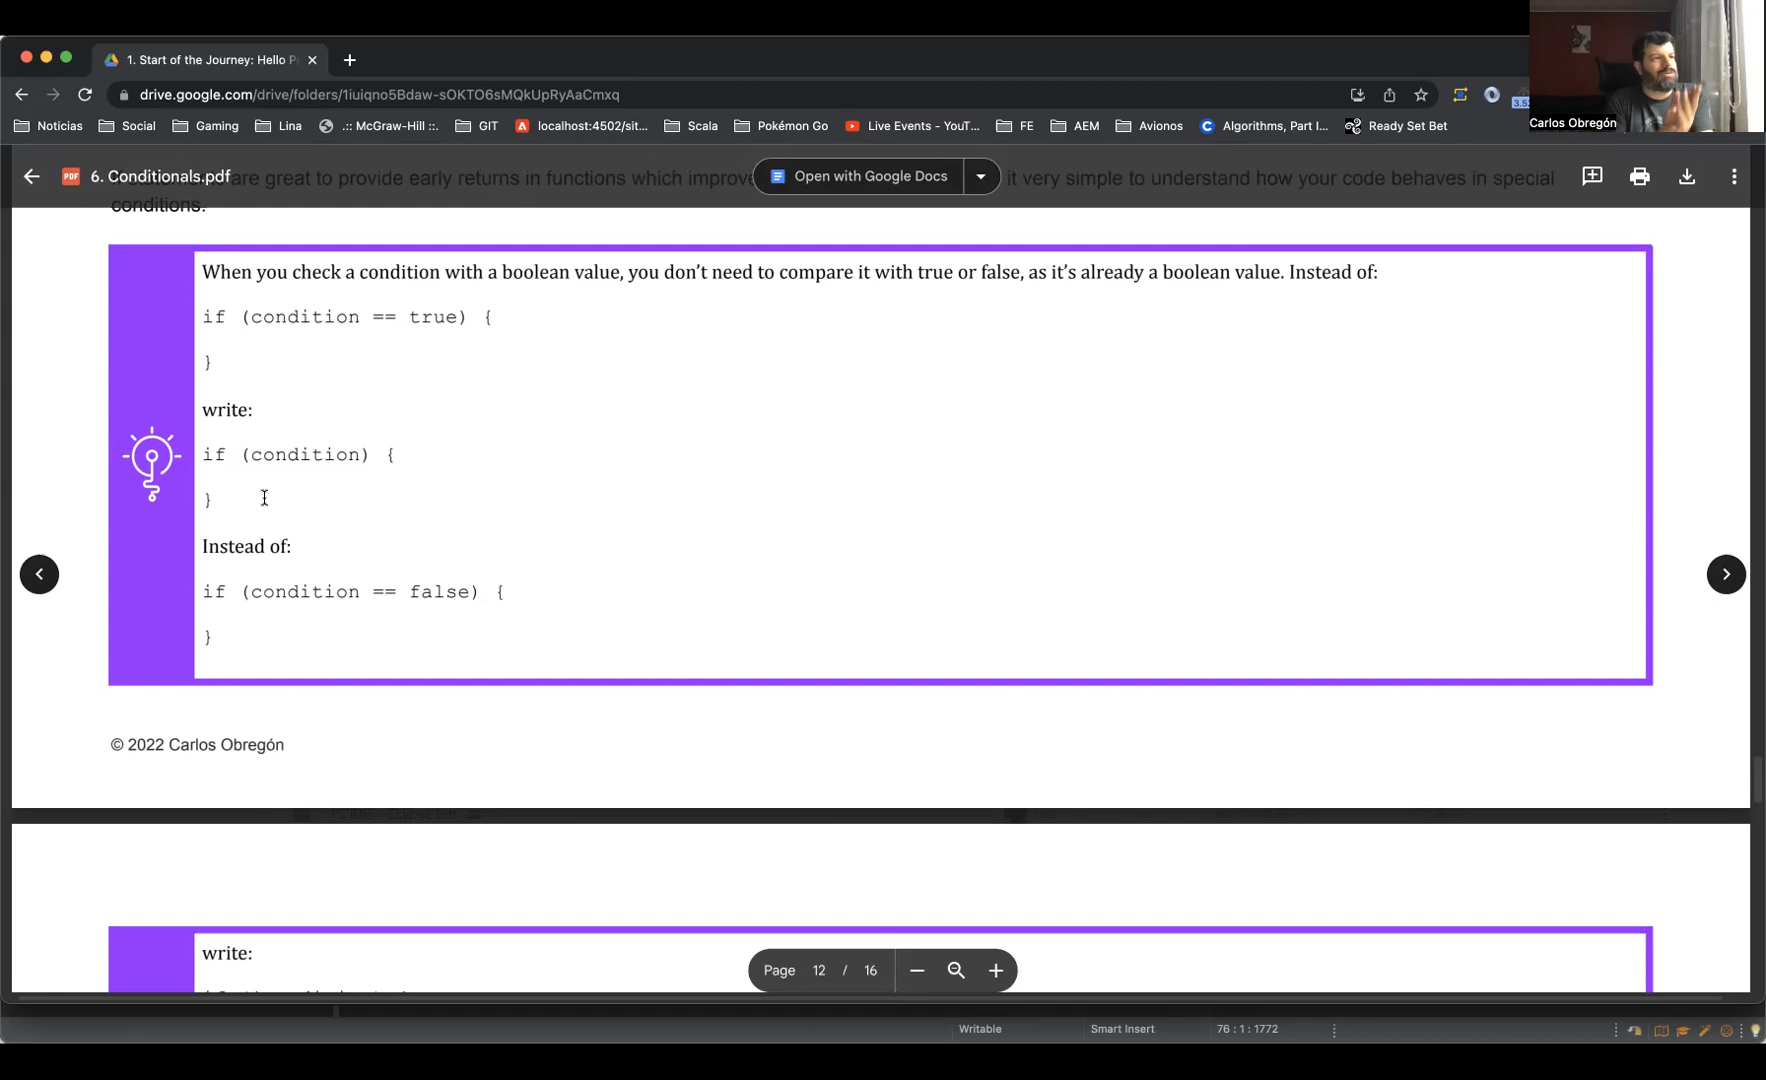 1. Start of the Journey: Hello P
drive.google.com/drive/folders/1iuiqno5Bdaw-sOKTO6sMQkUpRyAaCmxq
Noticias
Social
Gaming
Lina
.:: McGraw-Hill ::.
GIT
localhost:4502/sit...
Scala
Pokémon Go
Live Events - YouT...
FE
AEM
Avionos
Algorithms, Part I...
Ready Set Bet
Carlos Obregón
PDF
6. Conditionals.pdf
are great to provide early returns in functions which improve
Open with Google Docs
it very simple to understand how your code behaves in special
conditions.
When you check a condition with a boolean value, you don’t need to compare it with true or false, as it’s already a boolean value. Instead of:
if (condition == true) {
}
write:
if (condition) {
}
Instead of:
if (condition == false) {
}
© 2022 Carlos Obregón
write:
Page 12 / 16
Writable
Smart Insert
76 : 1 : 1772